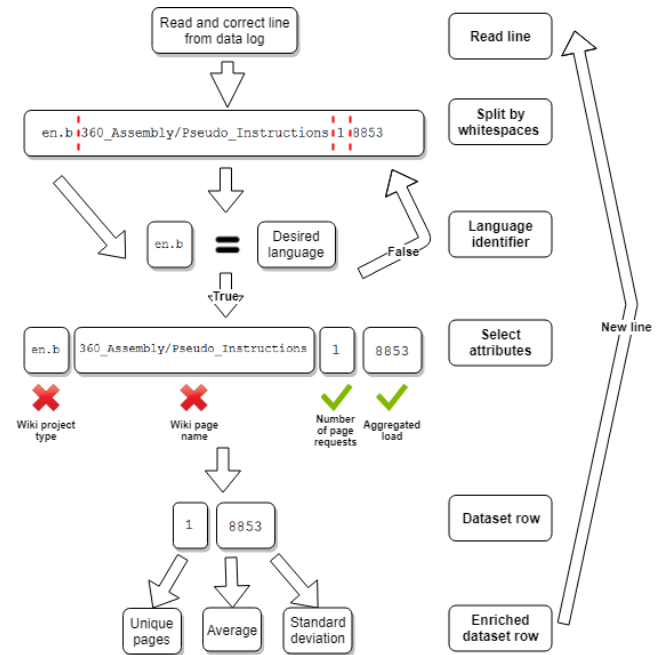 Read and correct line
from data log
Read line
en.b 360_Assembly/Pseudo_Instructions 1 8853
Split by
whitespaces
en.b
Desired
language
False
Language
identifier
True
New line
en.b 360_Assembly/Pseudo_Instructions 1 8853
Select
attributes
Wiki project
type
Wiki page
name
Number
of page
requests
Aggregated
load
1 8853
Dataset row
Unique
pages
Average
Standard
deviation
Enriched
dataset row